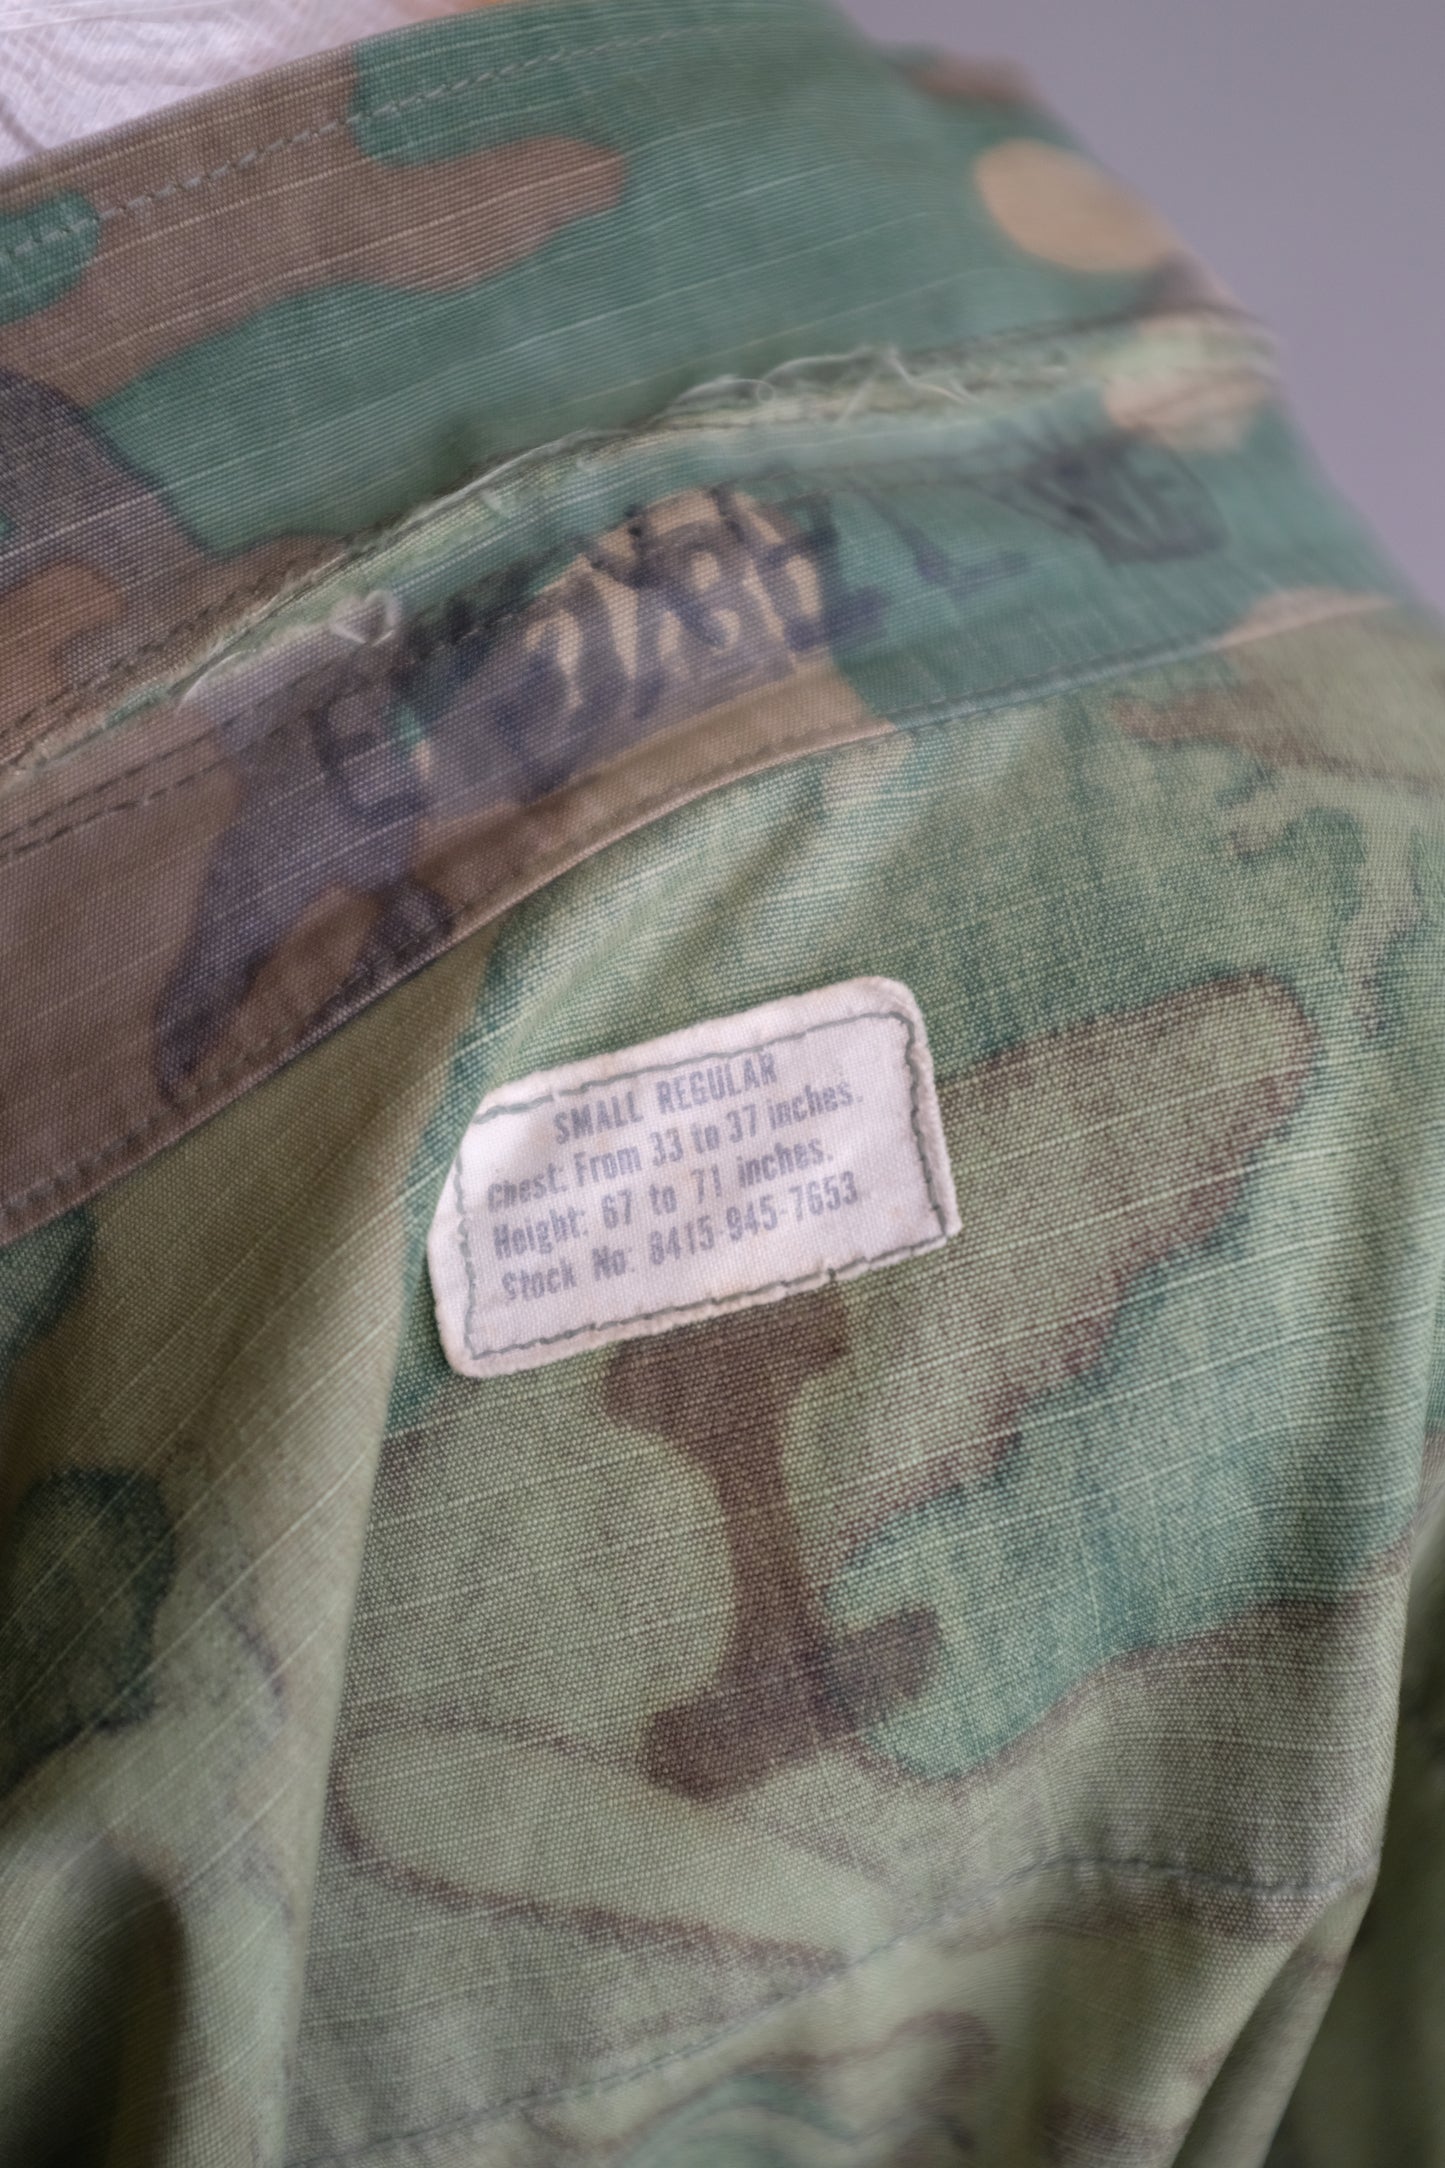 SMALL REGULAR
Chest: From 33 to 37 inches.
Height: 67 to 71 inches.
Stock No: 8415-945-7653